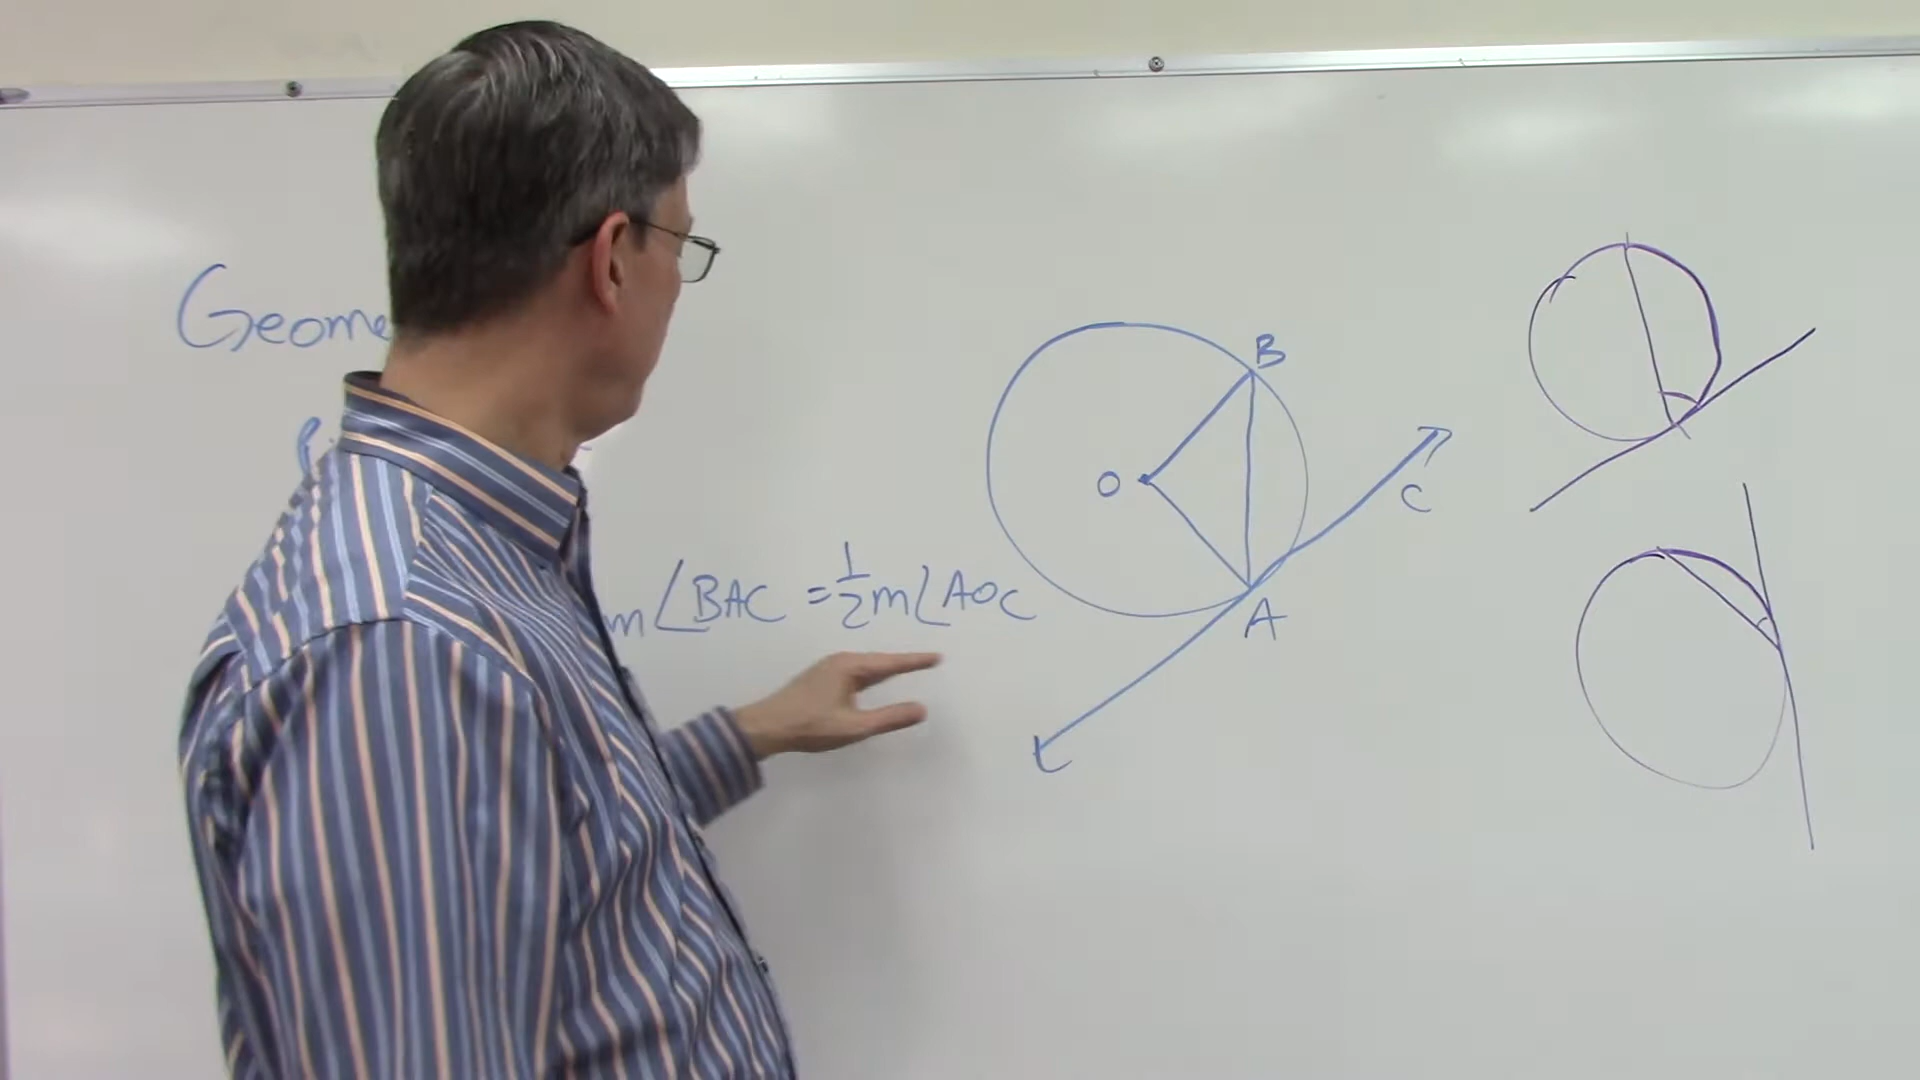 Geome
m∠BAC = 1/2 m∠AOC
B
O
C
A